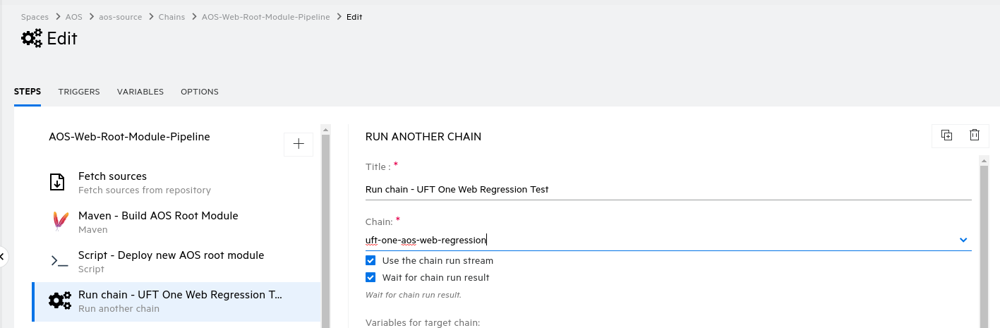 Spaces > AOS > aos-source > Chains > AOS-Web-Root-Module-Pipeline > Edit
Edit
STEPS TRIGGERS VARIABLES OPTIONS
AOS-Web-Root-Module-Pipeline
Fetch sources
Fetch sources from repository
Maven - Build AOS Root Module
Maven
Script - Deploy new AOS root module
Script
Run chain - UFT One Web Regression T...
Run another chain
RUN ANOTHER CHAIN
Title : *
Run chain - UFT One Web Regression Test
Chain: *
uft-one-aos-web-regression
Use the chain run stream
Wait for chain run result
Wait for chain run result.
Variables for target chain: